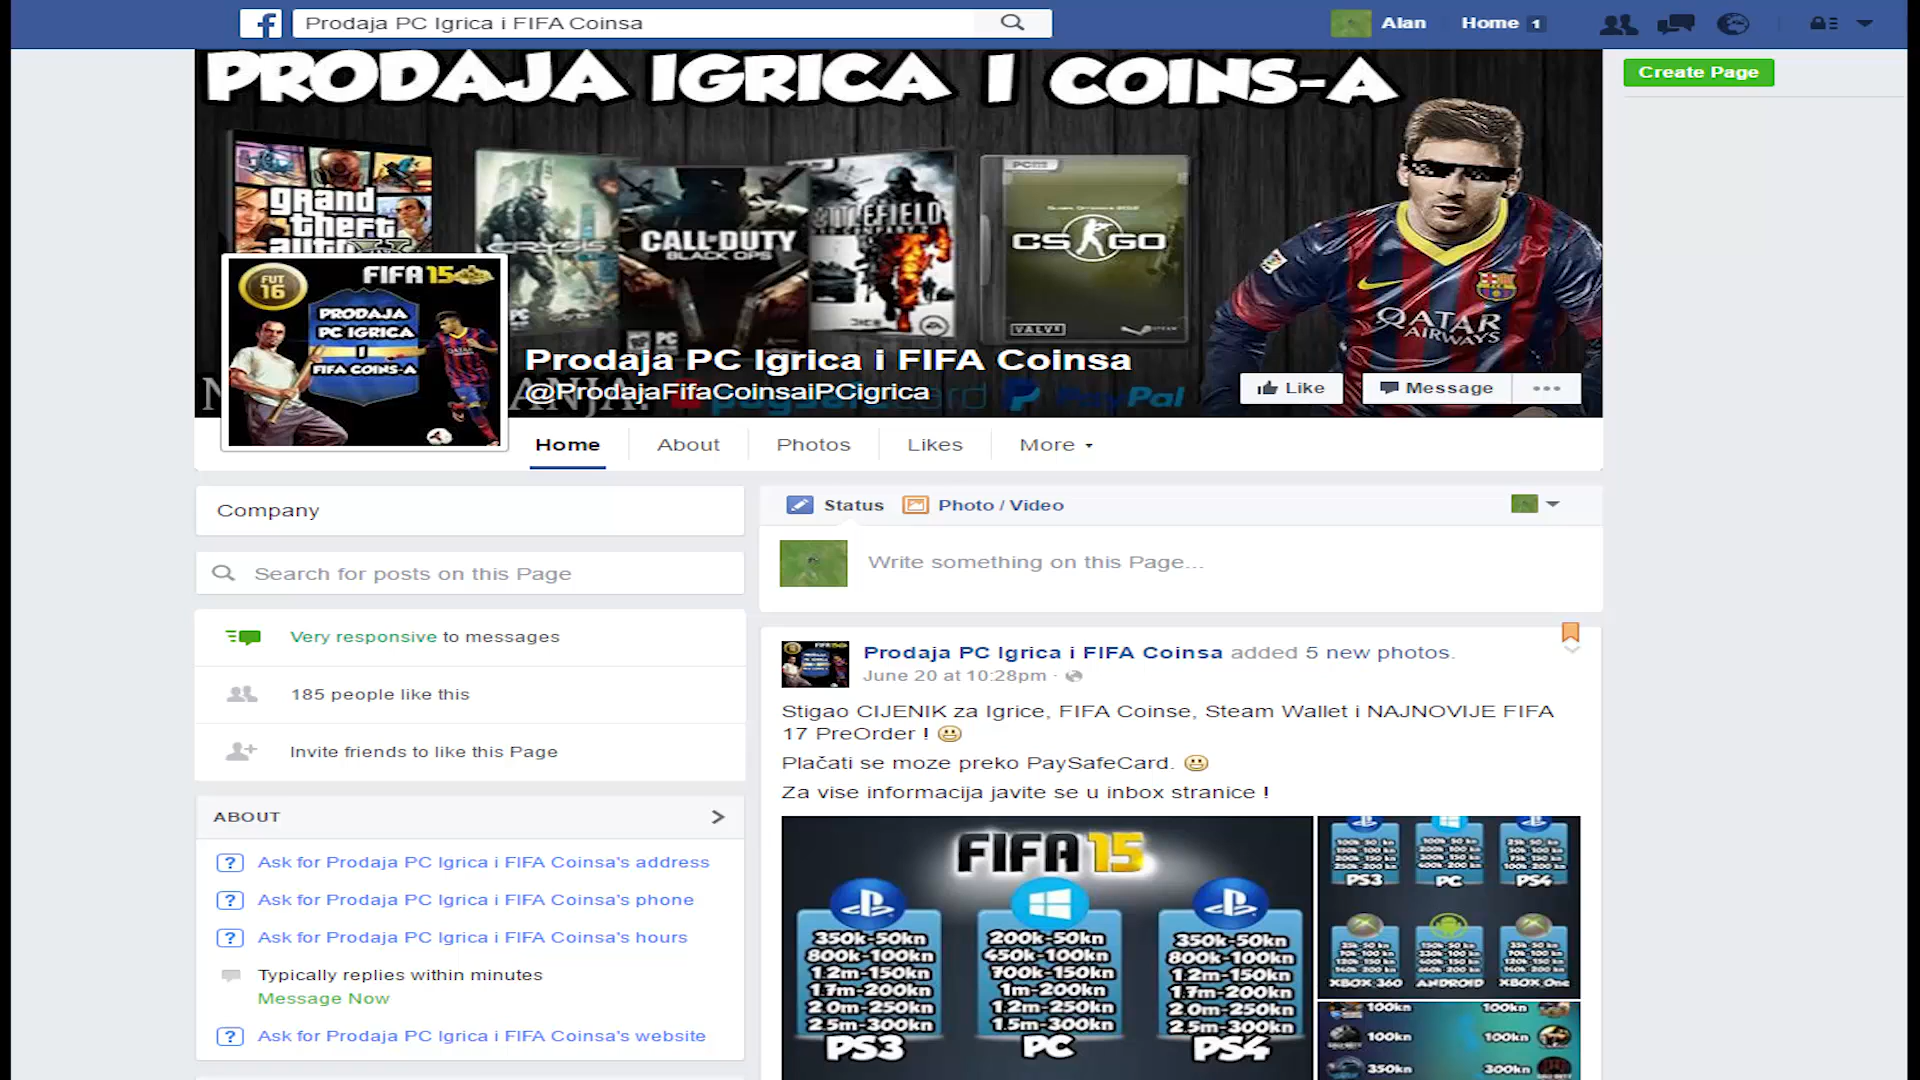 Prodaja PC Igrica i FIFA Coinsa
Alan
Home 1
Create Page
PRODAJA IGRICA I COINS-A
grand
theft
auto
CRYSIS
CALL·DUTY
BLACK OPS
BATTLEFIELD
PC
CS GO
VALVE
STEAM
QATAR
AIRWAYS
FUT
16
FIFA 15
PRODAJA
PC IGRICA
I
FIFA COINS-A
Prodaja PC Igrica i FIFA Coinsa
@ProdajaFifaCoinsaiPCigrica
PayPal
Like
Message
Home
About
Photos
Likes
More
Company
Search for posts on this Page
Very responsive to messages
185 people like this
Invite friends to like this Page
ABOUT
Ask for Prodaja PC Igrica i FIFA Coinsa's address
Ask for Prodaja PC Igrica i FIFA Coinsa's phone
Ask for Prodaja PC Igrica i FIFA Coinsa's hours
Typically replies within minutes
Message Now
Ask for Prodaja PC Igrica i FIFA Coinsa's website
Status
Photo / Video
Write something on this Page...
Prodaja PC Igrica i FIFA Coinsa added 5 new photos.
June 20 at 10:28pm ·
Stigao CIJENIK za Igrice, FIFA Coinse, Steam Wallet i NAJNOVIJE FIFA
17 PreOrder !
Plačati se moze preko PaySafeCard.
Za vise informacija javite se u inbox stranice !
FIFA 15
350k-50kn
800k-100kn
1.2m-150kn
1.7m-200kn
2.0m-250kn
2.5m-300kn
PS3
200k-50kn
450k-100kn
700k-150kn
1m-200kn
1.2m-250kn
1.5m-300kn
PC
350k-50kn
800k-100kn
1.2m-150kn
1.7m-200kn
2.0m-250kn
2.5m-300kn
PS4
PS3
PC
PS4
XBOX 360
ANDROID
XBOX One
100kn
100kn
100kn
100kn
350kn
300kn